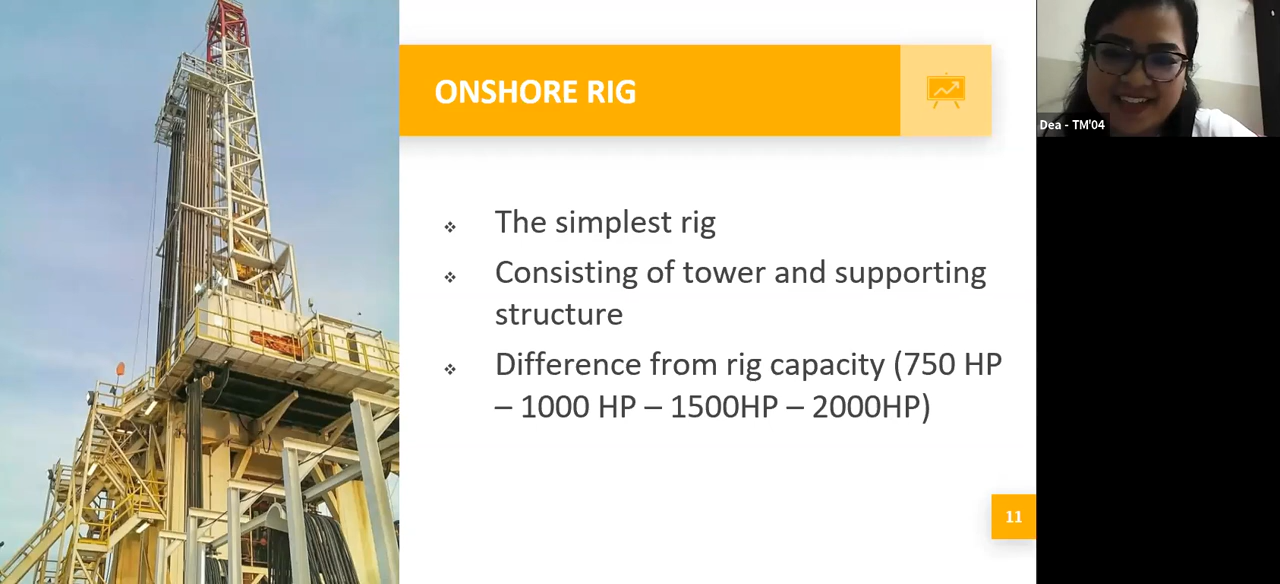 ONSHORE RIG
Dea - TM'04
❖ The simplest rig
❖ Consisting of tower and supporting
structure
❖ Difference from rig capacity (750 HP
– 1000 HP – 1500HP – 2000HP)
11